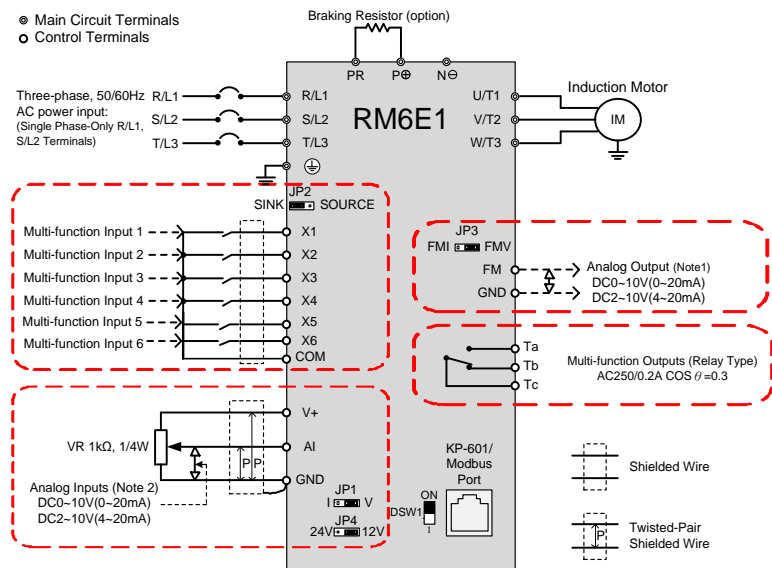 Main Circuit Terminals
Control Terminals
Braking Resistor (option)
PR P⊕ N⊖
Three-phase, 50/60Hz
AC power input:
(Single Phase-Only R/L1,
S/L2 Terminals)
R/L1
S/L2
T/L3
R/L1
S/L2
T/L3
RM6E1
U/T1
V/T2
W/T3
Induction Motor
IM
JP2
SINK SOURCE
Multi-function Input 1
Multi-function Input 2
Multi-function Input 3
Multi-function Input 4
Multi-function Input 5
Multi-function Input 6
X1
X2
X3
X4
X5
X6
COM
JP3
FMI FMV
FM
GND
Analog Output (Note1)
DC0~10V(0~20mA)
DC2~10V(4~20mA)
Ta
Tb
Tc
Multi-function Outputs (Relay Type)
AC250/0.2A COS θ =0.3
V+
AI
GND
VR 1kΩ, 1/4W
P P
Analog Inputs (Note 2)
DC0~10V(0~20mA)
DC2~10V(4~20mA)
JP1
I V
JP4
24V 12V
KP-601/
Modbus
Port
ON
DSW1
1
Shielded Wire
P
Twisted-Pair
Shielded Wire